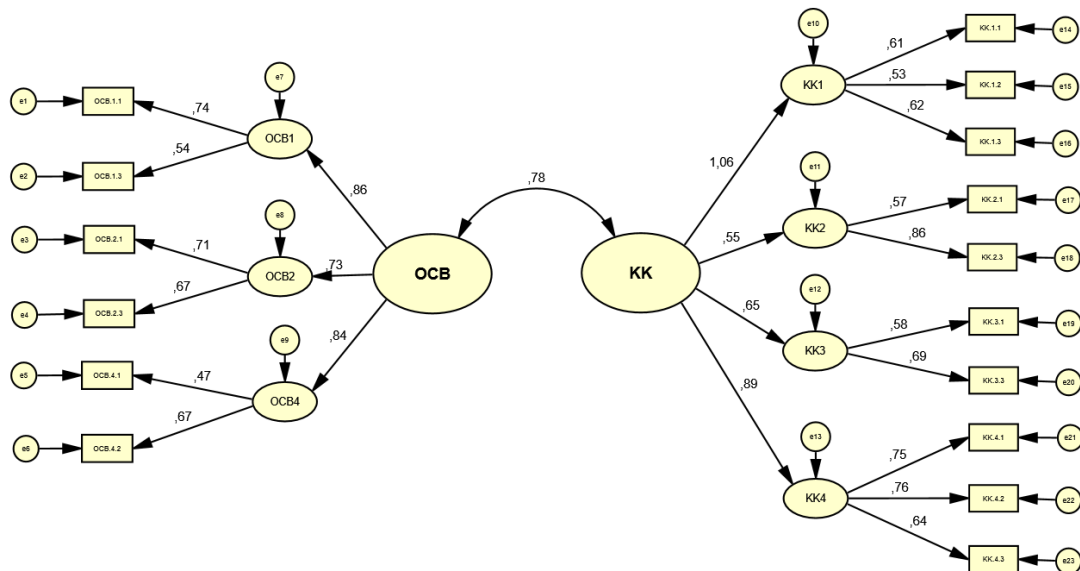 e1
OCB.1.1
,74
e7
e2
OCB.1.3
,54
OCB1
,86
e3
OCB.2.1
,71
e8
e4
OCB.2.3
,67
OCB2
,73
e5
OCB.4.1
,47
e9
e6
OCB.4.2
,67
OCB4
,84
OCB
,78
KK
1,06
e10
KK1
,61
KK.1.1
e14
,53
KK.1.2
e15
,62
KK.1.3
e16
,55
e11
KK2
,57
KK.2.1
e17
,86
KK.2.3
e18
,65
e12
KK3
,58
KK.3.1
e19
,69
KK.3.3
e20
,89
e13
KK4
,75
KK.4.1
e21
,76
KK.4.2
e22
,64
KK.4.3
e23